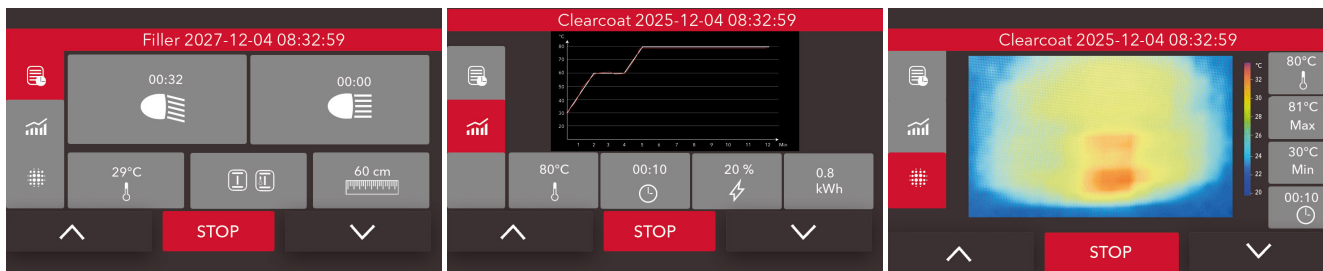 Filler 2027-12-04 08:32:59
00:32
00:00
29°C
60 cm
STOP
Clearcoat 2025-12-04 08:32:59
°C
80
70
60
50
40
30
20
1 2 3 4 5 6 7 8 9 10 11 12 Min
80°C
00:10
20 %
0.8
kWh
STOP
Clearcoat 2025-12-04 08:32:59
°C
32
30
28
26
24
22
20
80°C
81°C
Max
30°C
Min
00:10
STOP